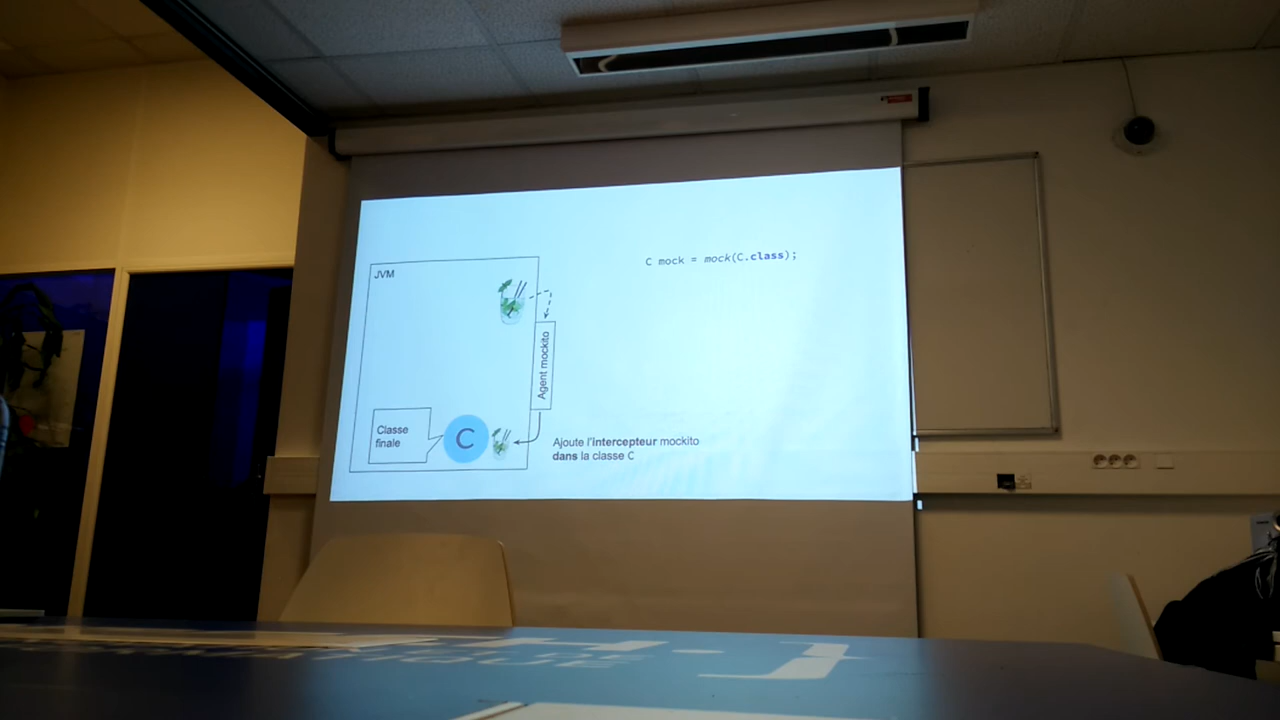 JVM
C mock = mock(C.class);
Agent mockito
Classe
finale
C
Ajoute l'intercepteur mockito
dans la classe C